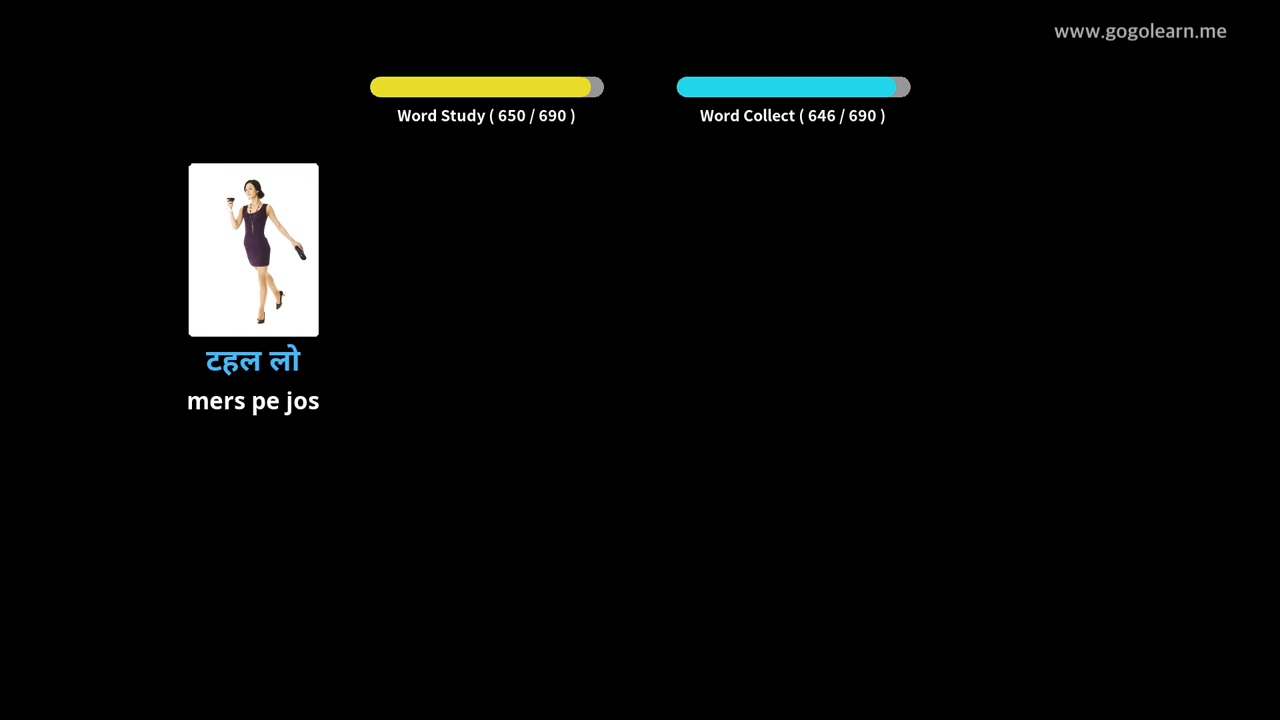 www.gogolearn.me
Word Study ( 650 / 690 )
Word Collect ( 646 / 690 )
टहल लो
mers pe jos